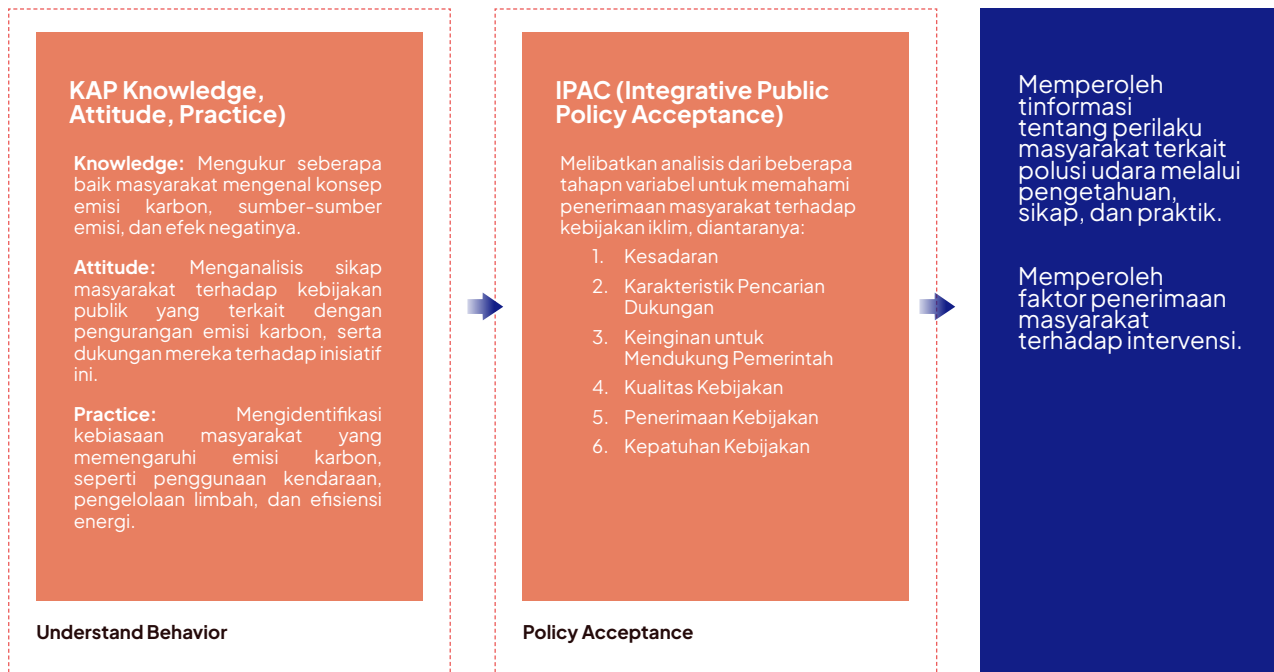 KAP Knowledge,
Attitude, Practice)
Knowledge: Mengukur seberapa
baik masyarakat mengenal konsep
emisi karbon, sumber-sumber
emisi, dan efek negatinya.
Attitude: Menganalisis sikap
masyarakat terhadap kebijakan
publik yang terkait dengan
pengurangan emisi karbon, serta
dukungan mereka terhadap inisiatif
ini.
Practice: Mengidentifikasi
kebiasaan masyarakat yang
memengaruhi emisi karbon,
seperti penggunaan kendaraan,
pengelolaan limbah, dan efisiensi
energi.
Understand Behavior
IPAC (Integrative Public
Policy Acceptance)
Melibatkan analisis dari beberapa
tahapn variabel untuk memahami
penerimaan masyarakat terhadap
kebijakan iklim, diantaranya:
1. Kesadaran
2. Karakteristik Pencarian
Dukungan
3. Keinginan untuk
Mendukung Pemerintah
4. Kualitas Kebijakan
5. Penerimaan Kebijakan
6. Kepatuhan Kebijakan
Policy Acceptance
Memperoleh
tinformasi
tentang perilaku
masyarakat terkait
polusi udara melalui
pengetahuan,
sikap, dan praktik.
Memperoleh
faktor penerimaan
masyarakat
terhadap intervensi.